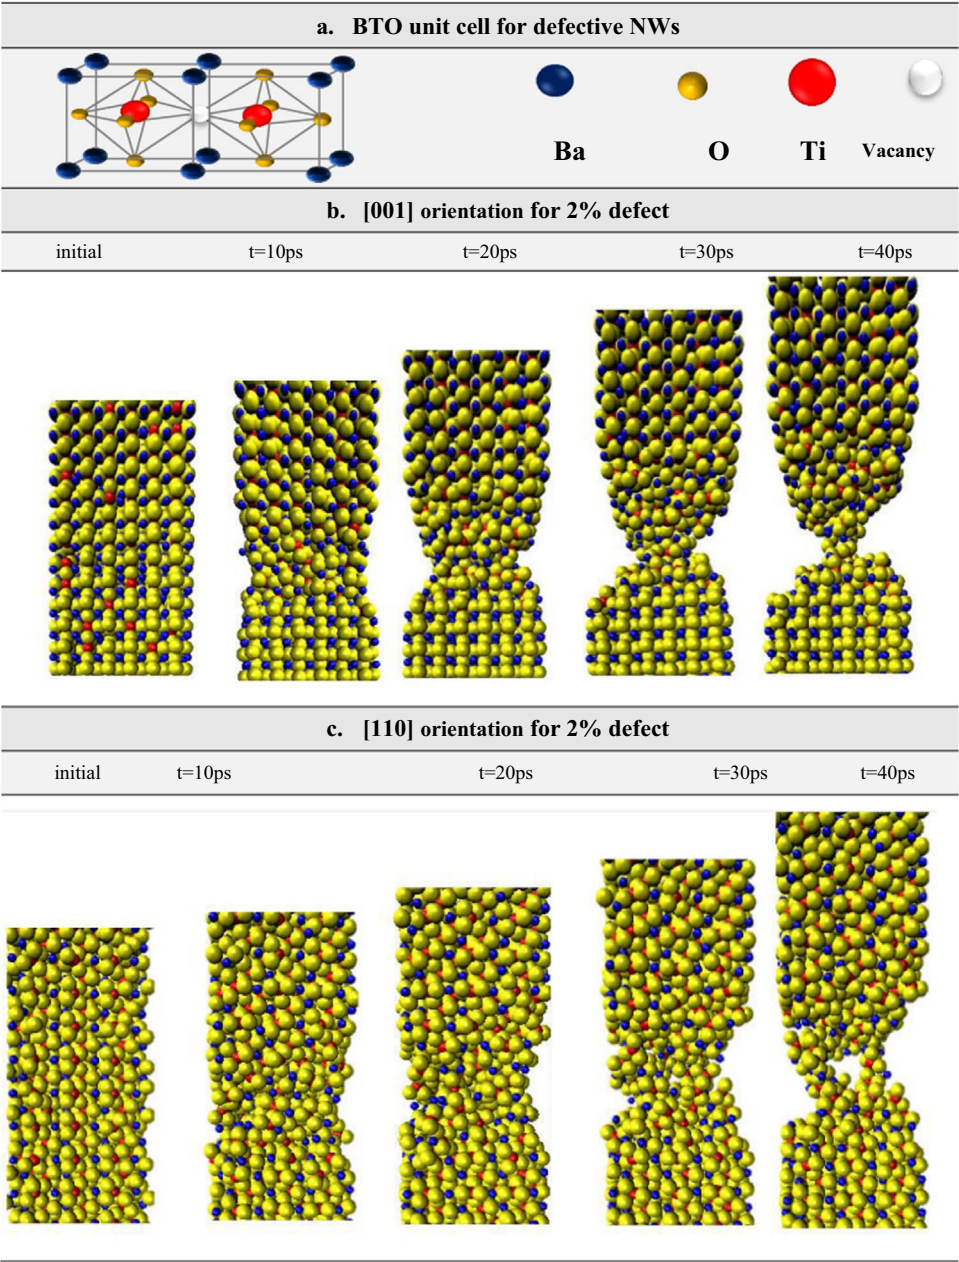 a. BTO unit cell for defective NWs
Ba O Ti Vacancy
b. [001] orientation for 2% defect
initial t=10ps t=20ps t=30ps t=40ps
c. [110] orientation for 2% defect
initial t=10ps t=20ps t=30ps t=40ps